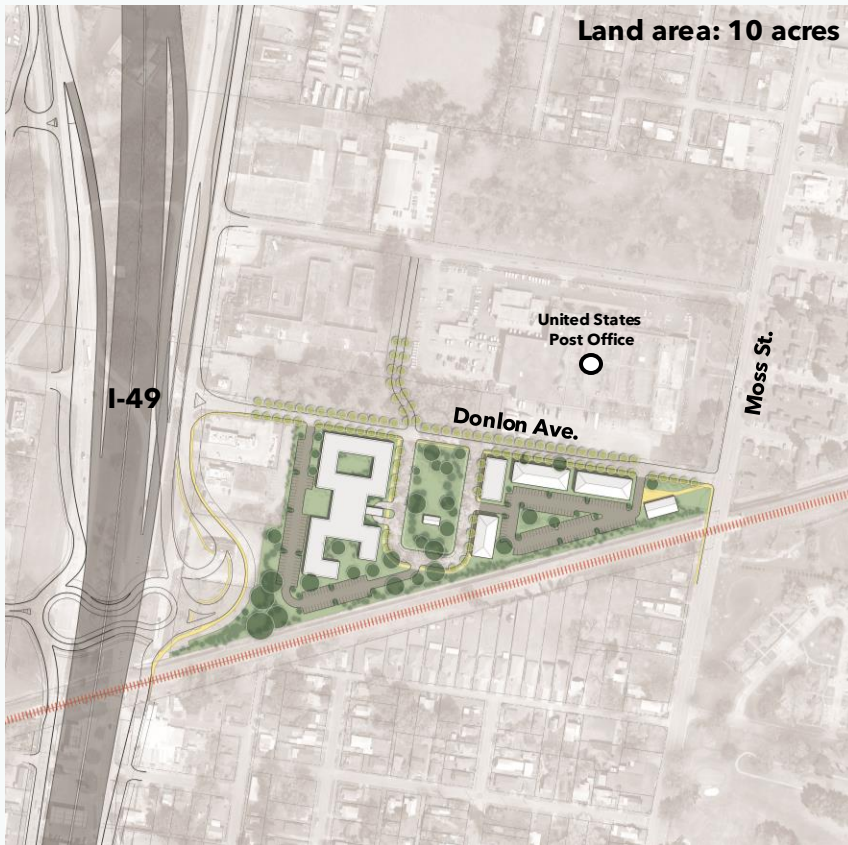 Land area: 10 acres
United States
Post Office
Moss St.
I-49
Donlon Ave.